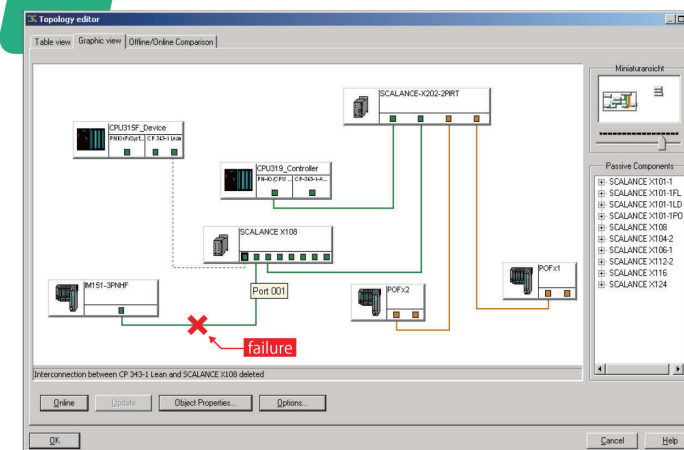 Topology editor
Table view Graphic view Offline/Online Comparison
Miniaturansicht
SCALANCE-X202-2PIRT
CPU315F_Device
CP 343-1 Lean
CPU319_Controller
SCALANCE X108
IM151-3PNHF
Port 001
POFx2
POFx1
failure
Interconnection between CP 343-1 Lean and SCALANCE X108 deleted
Passive Components
SCALANCE X101-1
SCALANCE X101-1FL
SCALANCE X101-1LD
SCALANCE X101-1PO
SCALANCE X108
SCALANCE X104-2
SCALANCE X106-1
SCALANCE X112-2
SCALANCE X116
SCALANCE X124
Online Update Object Properties... Options...
OK Cancel Help